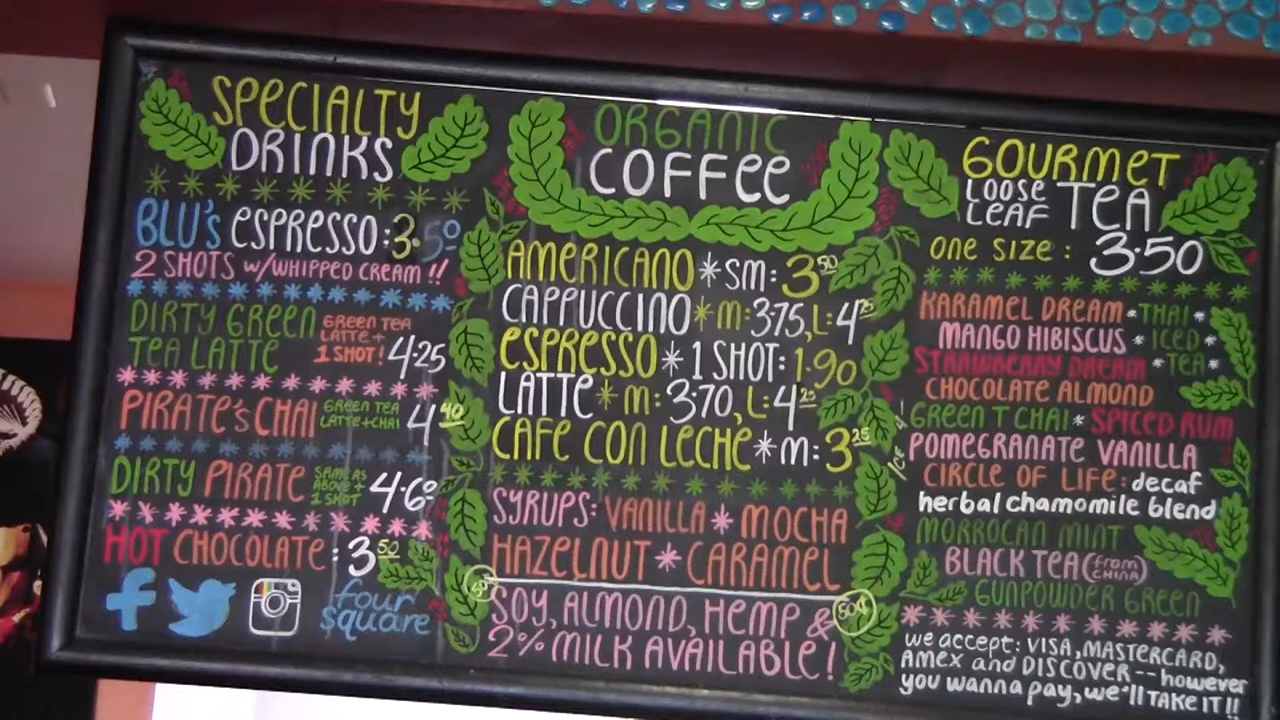 SPECIALTY
DRINKS
BLU's ESPRESSO: 3.50
2 SHOTS w/WHIPPED CREAM!!
DIRTY GREEN
TEA LATTE
GREEN TEA
LATTE+
1 SHOT!
4.25
PIRATE'S CHAI
GREEN TEA
LATTE+CHAI
4 40
DIRTY PIRATE
SAME AS
ABOVE +
1 SHOT
4.60
HOT CHOCOLATE: 3 50
f
four
square
ORGANIC
COFFEE
AMERICANO * SM: 3 50
CAPPUCCINO * M: 3.75, L: 4 25
ESPRESSO * 1 SHOT: 1.90
LATTE * M: 3.70, L: 4 20
CAFE CON LECHE * M: 3 25
SYRUPS: VANILLA * MOCHA
HAZELNUT * CARAMEL
50¢
50¢
SOY, ALMOND, HEMP &
2% MILK AVAILABLE!
GOURMET
LOOSE
LEAF
TEA
ONE SIZE: 3.50
KARAMEL DREAM * THAI *
MANGO HIBISCUS * ICED *
STRAWBERRY DREAM * TEA *
CHOCOLATE ALMOND
GREEN T CHAI * SPICED RUM
POMEGRANATE VANILLA
CIRCLE OF LIFE: decaf
herbal chamomile blend
MORROCAN MINT
BLACK TEA (from
CHINA)
GUNPOWDER GREEN
we accept: VISA, MASTERCARD,
AMEX and DISCOVER -- however
you wanna pay, we'll TAKE IT!!